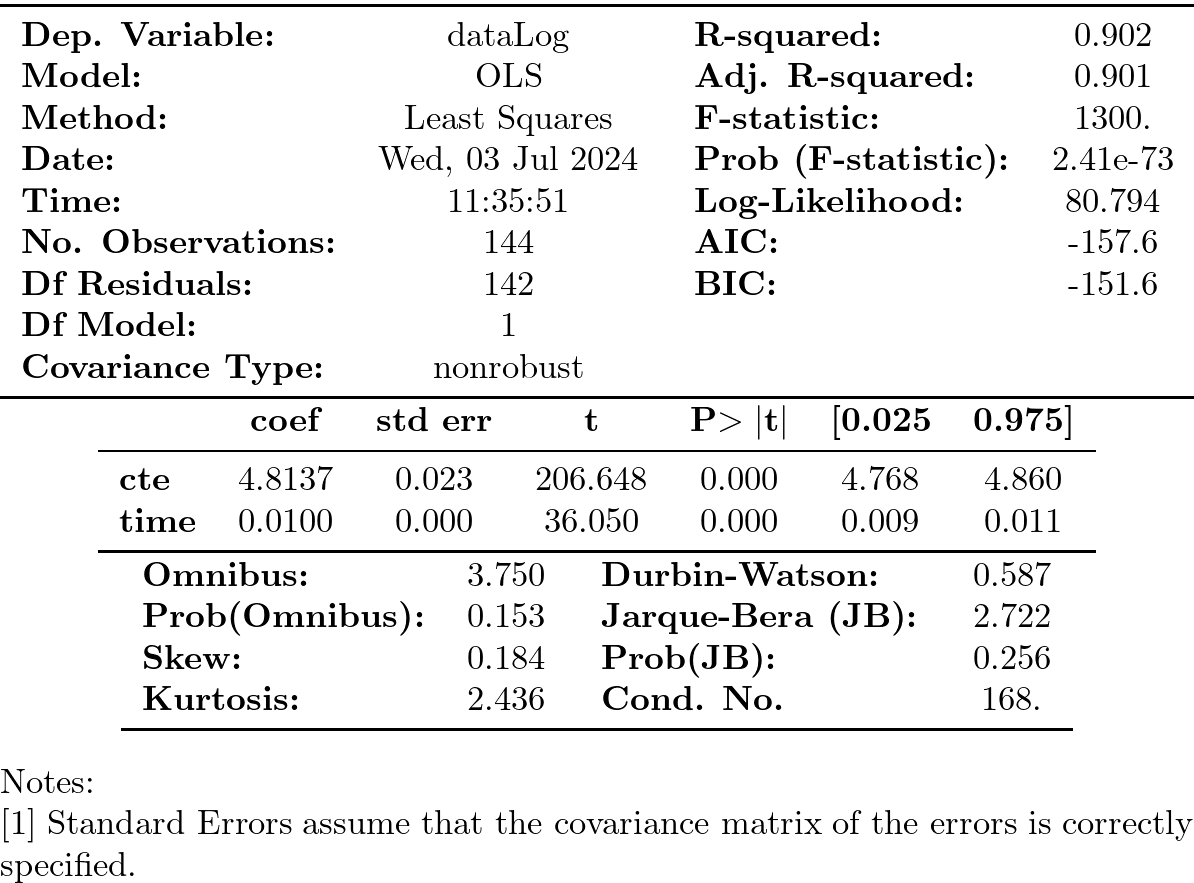 Dep. Variable: dataLog R-squared: 0.902
Model: OLS Adj. R-squared: 0.901
Method: Least Squares F-statistic: 1300.
Date: Wed, 03 Jul 2024 Prob (F-statistic): 2.41e-73
Time: 11:35:51 Log-Likelihood: 80.794
No. Observations: 144 AIC: -157.6
Df Residuals: 142 BIC: -151.6
Df Model: 1
Covariance Type: nonrobust
coef std err t P> |t| [0.025 0.975]
cte 4.8137 0.023 206.648 0.000 4.768 4.860
time 0.0100 0.000 36.050 0.000 0.009 0.011
Omnibus: 3.750 Durbin-Watson: 0.587
Prob(Omnibus): 0.153 Jarque-Bera (JB): 2.722
Skew: 0.184 Prob(JB): 0.256
Kurtosis: 2.436 Cond. No. 168.
Notes:
[1] Standard Errors assume that the covariance matrix of the errors is correctly
specified.